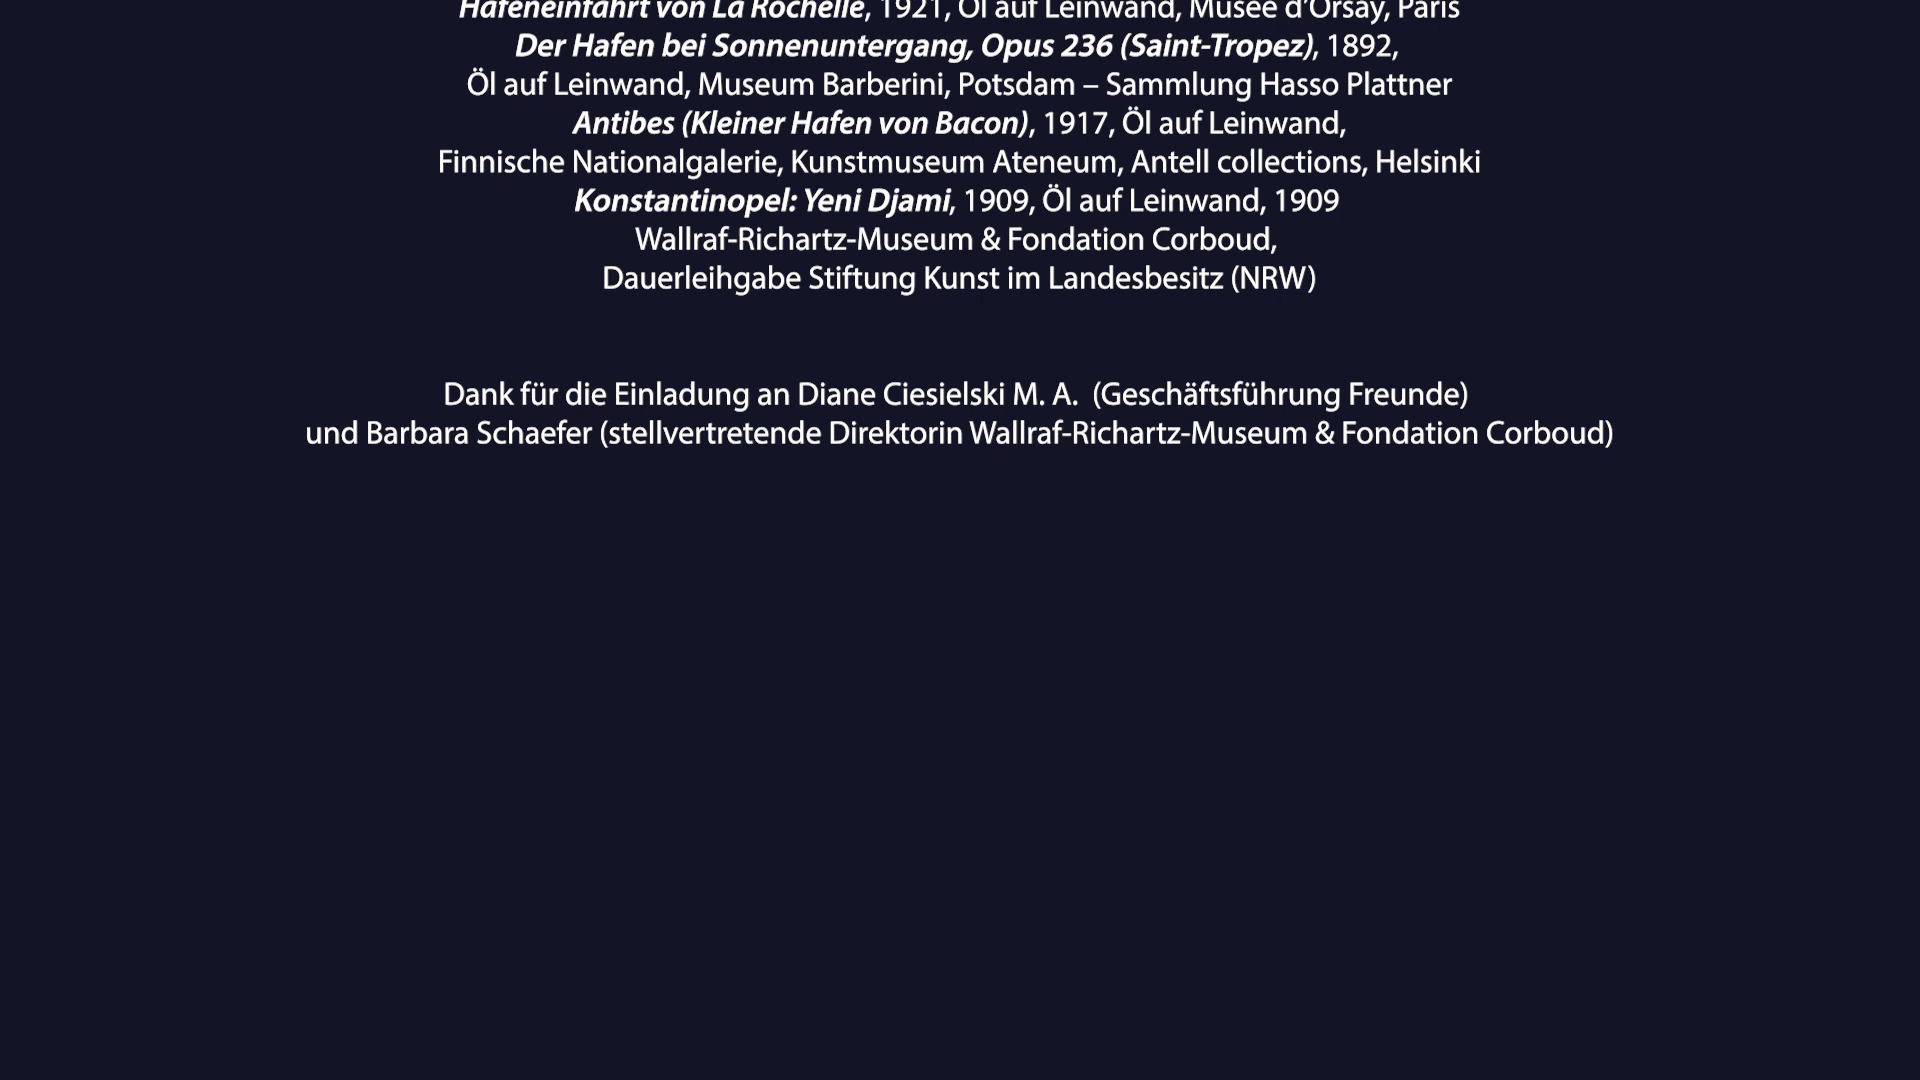 Hafeneinfahrt von La Rochelle, 1921, Öl auf Leinwand, Musée d'Orsay, Paris
Der Hafen bei Sonnenuntergang, Opus 236 (Saint-Tropez), 1892,
Öl auf Leinwand, Museum Barberini, Potsdam – Sammlung Hasso Plattner
Antibes (Kleiner Hafen von Bacon), 1917, Öl auf Leinwand,
Finnische Nationalgalerie, Kunstmuseum Ateneum, Antell collections, Helsinki
Konstantinopel: Yeni Djami, 1909, Öl auf Leinwand, 1909
Wallraf-Richartz-Museum & Fondation Corboud,
Dauerleihgabe Stiftung Kunst im Landesbesitz (NRW)
Dank für die Einladung an Diane Ciesielski M. A.  (Geschäftsführung Freunde)
und Barbara Schaefer (stellvertretende Direktorin Wallraf-Richartz-Museum & Fondation Corboud)